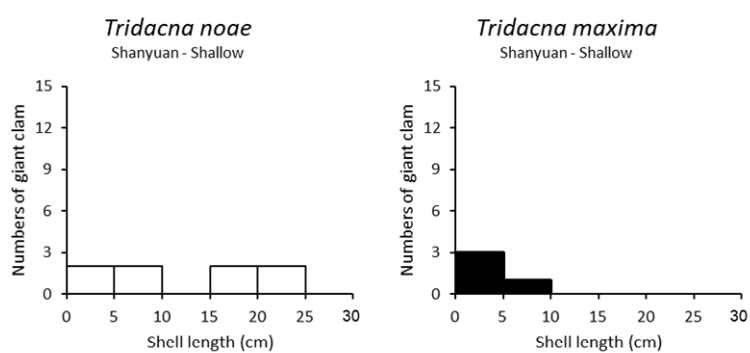 Tridacna noae
Shanyuan - Shallow
Numbers of giant clam
15
12
9
6
3
0
0 5 10 15 20 25 30
Shell length (cm)
Tridacna maxima
Shanyuan - Shallow
Numbers of giant clam
15
12
9
6
3
0
0 5 10 15 20 25 30
Shell length (cm)